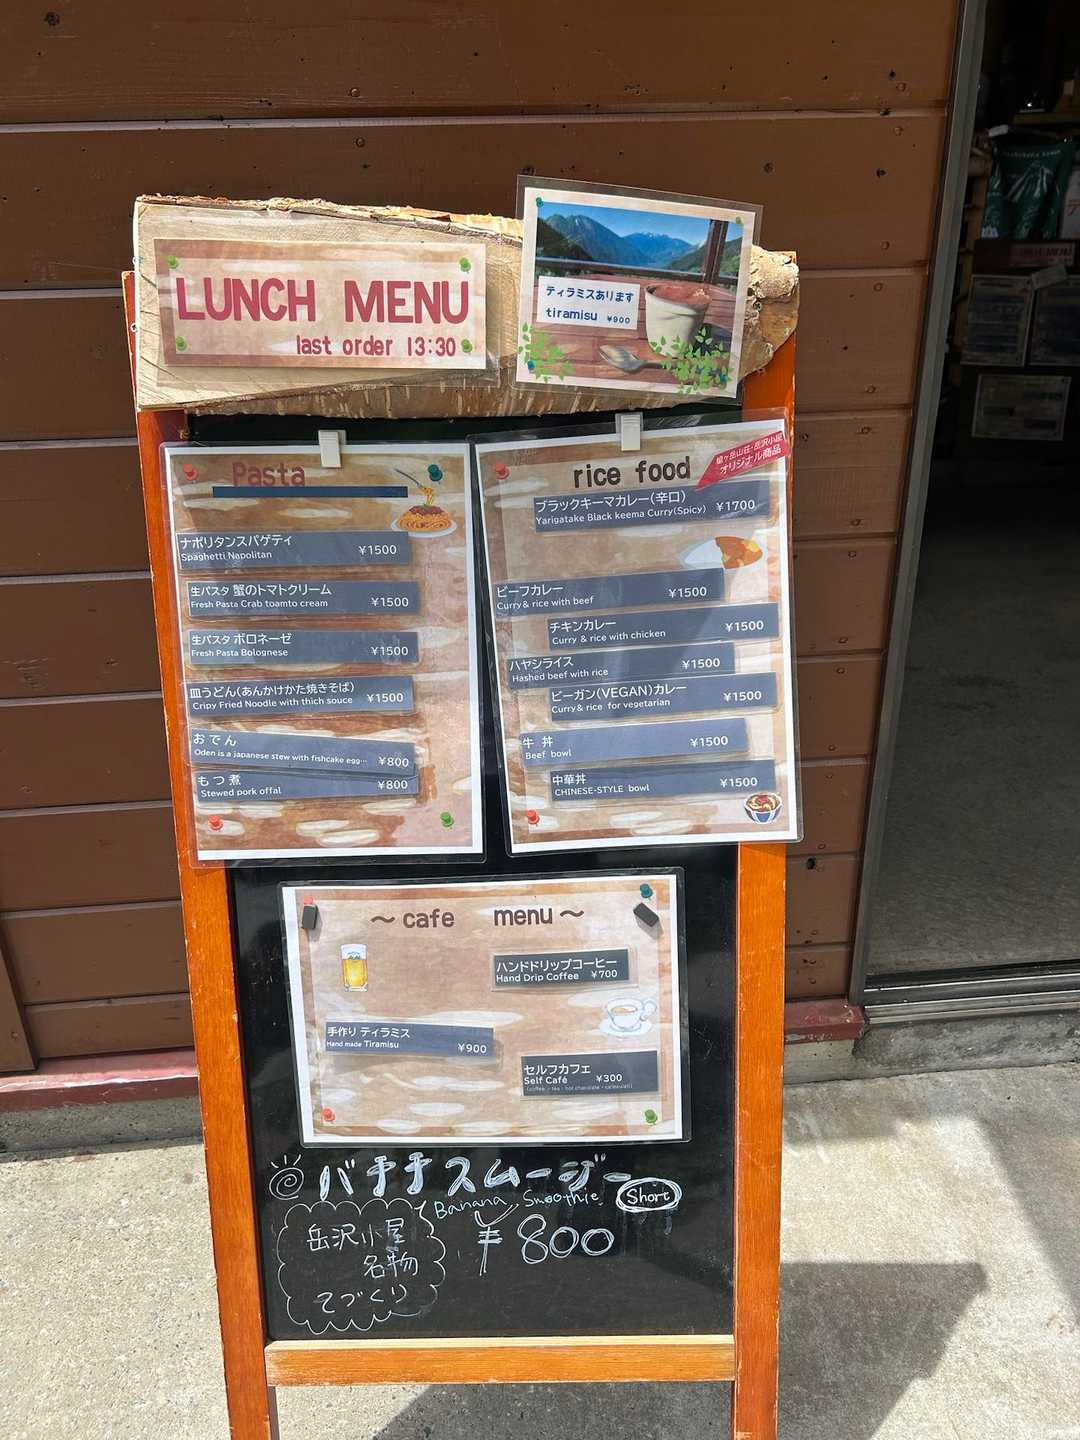 LUNCH MENU
last order 13:30
ティラミスあります
tiramisu ¥900
Pasta
ナポリタンスパゲティ
Spaghetti Napolitan ¥1500
生パスタ 蟹のトマトクリーム
Fresh Pasta Crab toamto cream ¥1500
生パスタ ボロネーゼ
Fresh Pasta Bolognese ¥1500
皿うどん(あんかけかた焼きそば)
Cripy Fried Noodle with thich souce ¥1500
おでん
Oden is a japanese stew with fishcake egg… ¥800
もつ煮
Stewed pork offal ¥800
rice food
槍ヶ岳山荘・岳沢小屋
オリジナル商品
ブラックキーマカレー(辛口)
Yarigatake Black keema Curry(Spicy) ¥1700
ビーフカレー
Curry & rice with beef ¥1500
チキンカレー
Curry & rice with chicken ¥1500
ハヤシライス
Hashed beef with rice ¥1500
ビーガン(VEGAN)カレー
Curry & rice for vegetarian ¥1500
牛丼
Beef bowl ¥1500
中華丼
CHINESE-STYLE bowl ¥1500
～cafe menu～
ハンドドリップコーヒー
Hand Drip Coffee ¥700
手作り ティラミス
Hand made Tiramisu ¥900
セルフカフェ
Self Café ¥300
バナナスムージー
Banana Smoothie Short
¥800
岳沢小屋
名物
てづくり